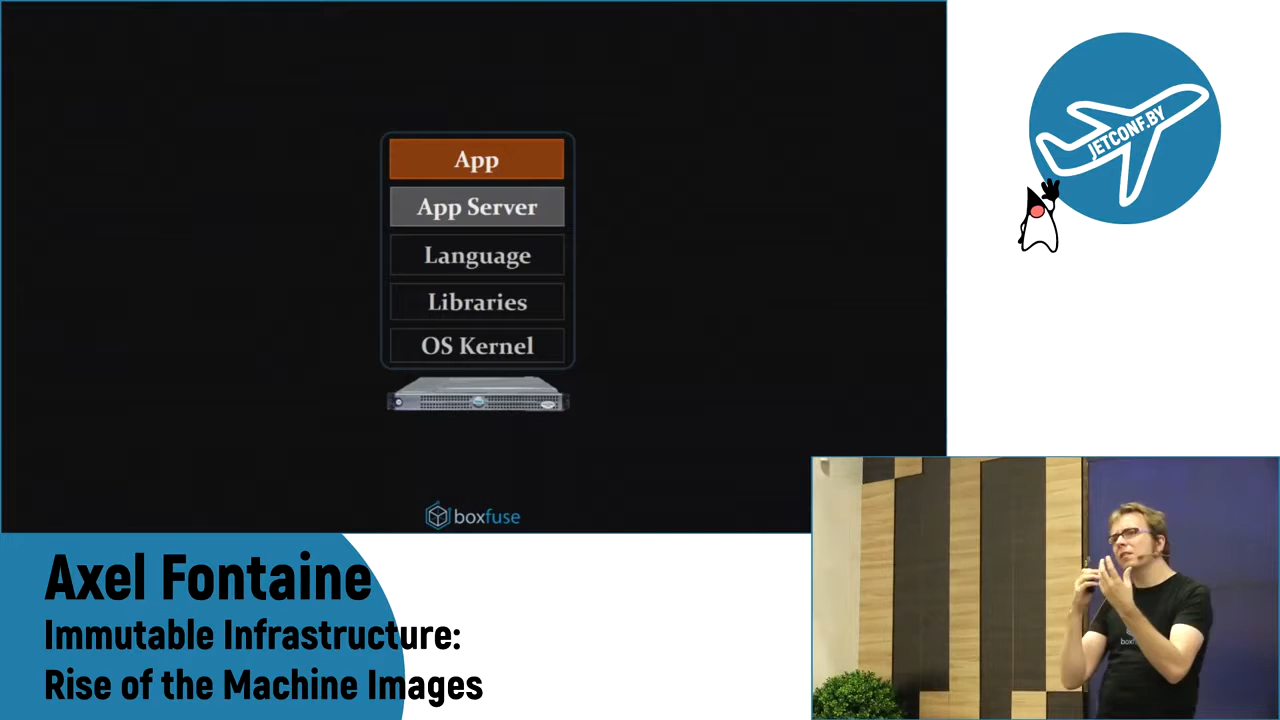 App
App Server
Language
Libraries
OS Kernel
boxfuse
JETCONF.BY
Axel Fontaine
Immutable Infrastructure:
Rise of the Machine Images